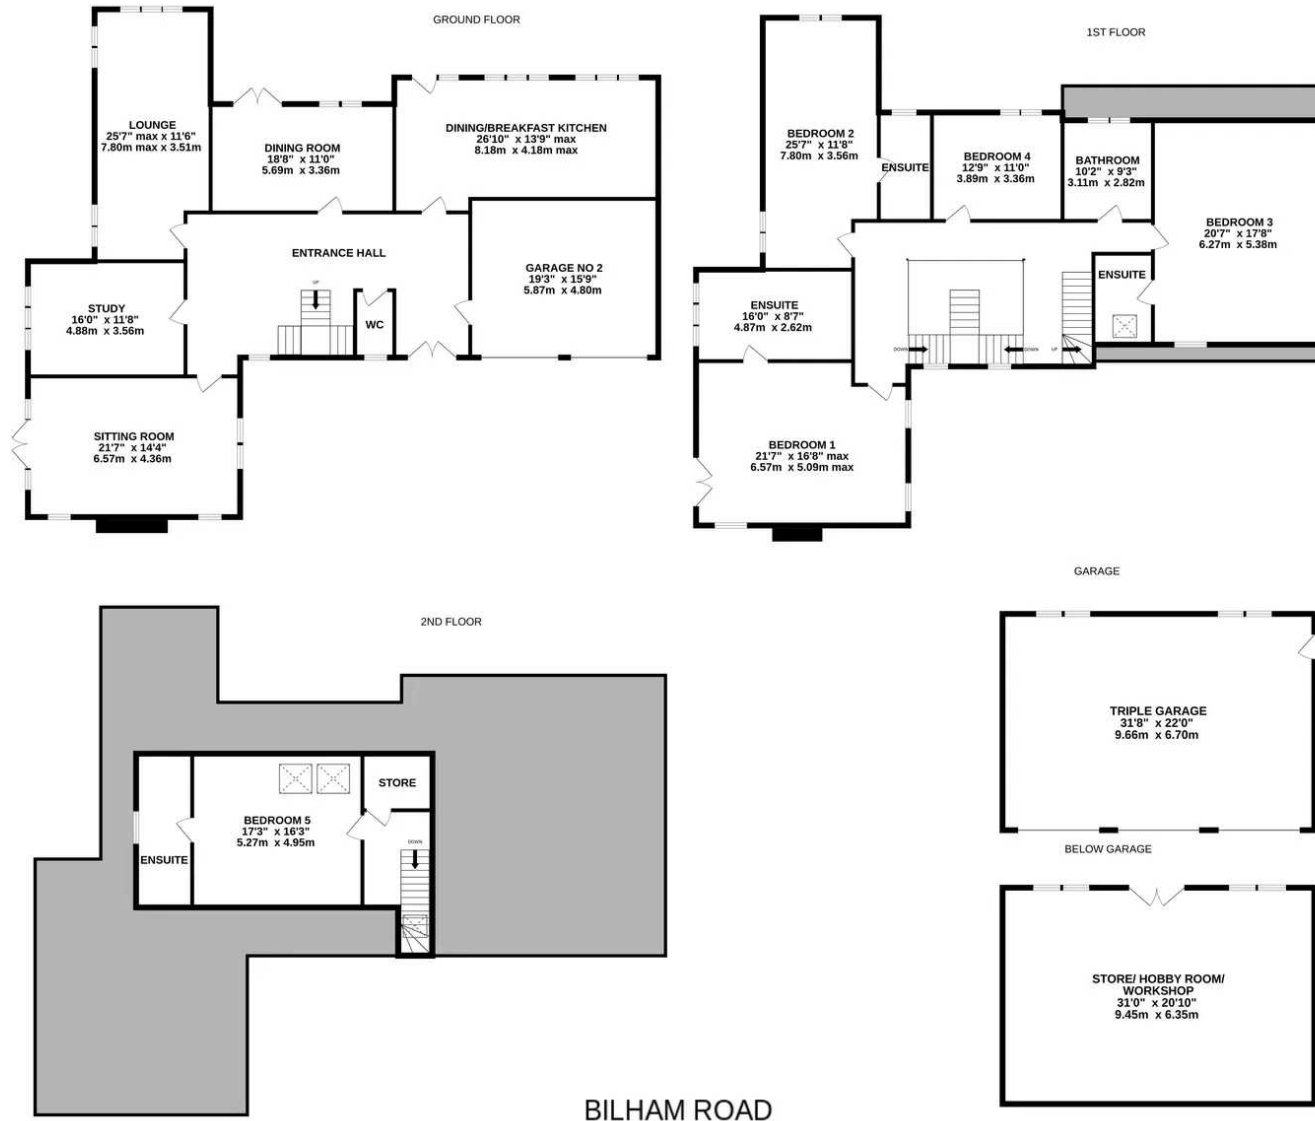 GROUND FLOOR
LOUNGE
25'7" max x 11'6"
7.80m max x 3.51m
DINING ROOM
18'8" x 11'0"
5.69m x 3.36m
DINING/BREAKFAST KITCHEN
26'10" x 13'9" max
8.18m x 4.18m max
ENTRANCE HALL
UP
GARAGE NO 2
19'3" x 15'9"
5.87m x 4.80m
STUDY
16'0" x 11'8"
4.88m x 3.56m
WC
SITTING ROOM
21'7" x 14'4"
6.57m x 4.36m
1ST FLOOR
BEDROOM 2
25'7" x 11'8"
7.80m x 3.56m
ENSUITE
BEDROOM 4
12'9" x 11'0"
3.89m x 3.36m
BATHROOM
10'2" x 9'3"
3.11m x 2.82m
BEDROOM 3
20'7" x 17'8"
6.27m x 5.38m
ENSUITE
ENSUITE
16'0" x 8'7"
4.87m x 2.62m
DOWN
DOWN
UP
BEDROOM 1
21'7" x 16'8" max
6.57m x 5.09m max
2ND FLOOR
STORE
BEDROOM 5
17'3" x 16'3"
5.27m x 4.95m
DOWN
ENSUITE
GARAGE
TRIPLE GARAGE
31'8" x 22'0"
9.66m x 6.70m
BELOW GARAGE
STORE/ HOBBY ROOM/
WORKSHOP
31'0" x 20'10"
9.45m x 6.35m
BILHAM ROAD